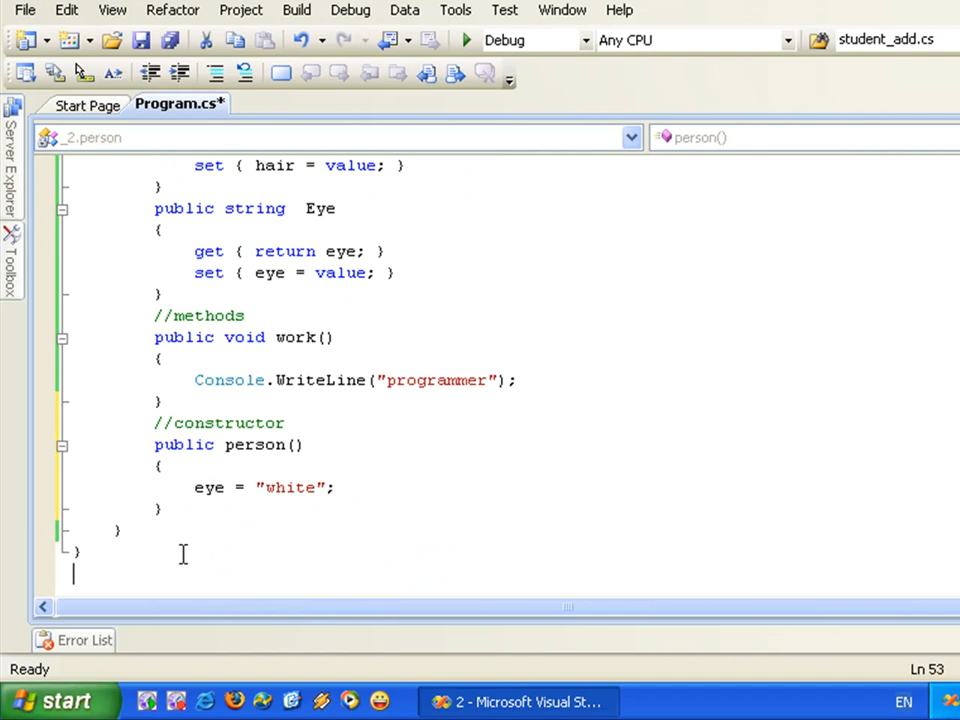 File Edit View Refactor Project Build Debug Data Tools Test Window Help
Debug Any CPU student_add.cs
Start Page Program.cs*
_2.person person()
Server Explorer
Toolbox
set { hair = value; }
}
public string  Eye
{
get { return eye; }
set { eye = value; }
}
//methods
public void work()
{
Console.WriteLine("programmer");
}
//constructor
public person()
{
eye = "white";
}
}
}
Error List
Ready Ln 53
start 2 - Microsoft Visual St... EN